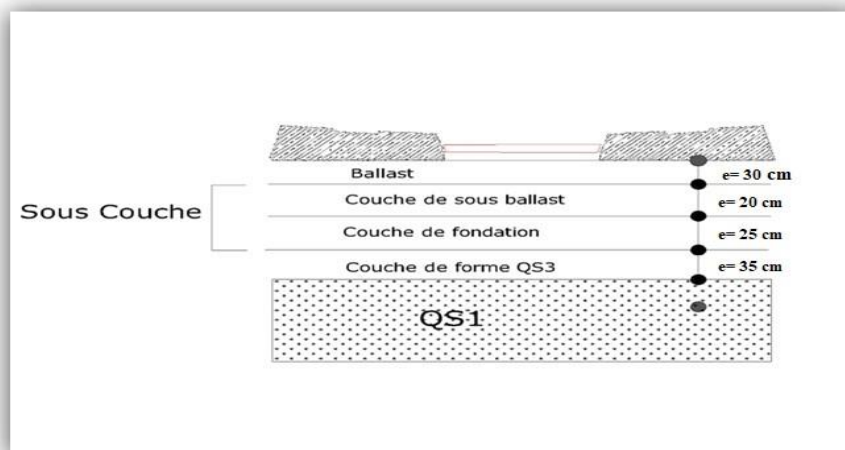 Ballast
e= 30 cm
Sous Couche
Couche de sous ballast
e= 20 cm
Couche de fondation
e= 25 cm
Couche de forme QS3
e= 35 cm
QS1